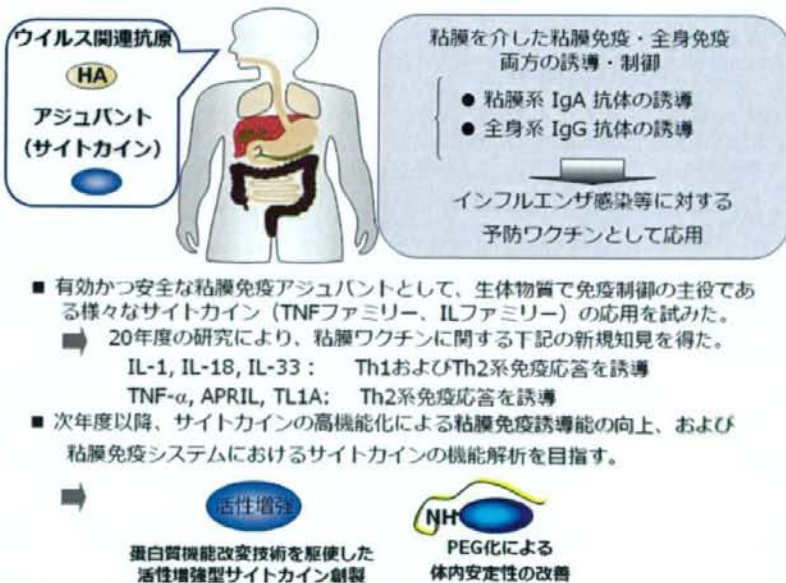 ウイルス関連抗原
HA
アジュバント
（サイトカイン）
粘膜を介した粘膜免疫・全身免疫
両方の誘導・制御
● 粘膜系 IgA 抗体の誘導
● 全身系 IgG 抗体の誘導
インフルエンザ感染等に対する
予防ワクチンとして応用
■ 有効かつ安全な粘膜免疫アジュバントとして、生体物質で免疫制御の主役であ
る様々なサイトカイン（TNFファミリー、ILファミリー）の応用を試みた。
20年度の研究により、粘膜ワクチンに関する下記の新規知見を得た。
IL-1, IL-18, IL-33： Th1およびTh2系免疫応答を誘導
TNF-α, APRIL, TL1A: Th2系免疫応答を誘導
■ 次年度以降、サイトカインの高機能化による粘膜免疫誘導能の向上、および
粘膜免疫システムにおけるサイトカインの機能解析を目指す。
活性増強
蛋白質機能改変技術を駆使した
活性増強型サイトカイン創製
NH
PEG化による
体内安定性の改善